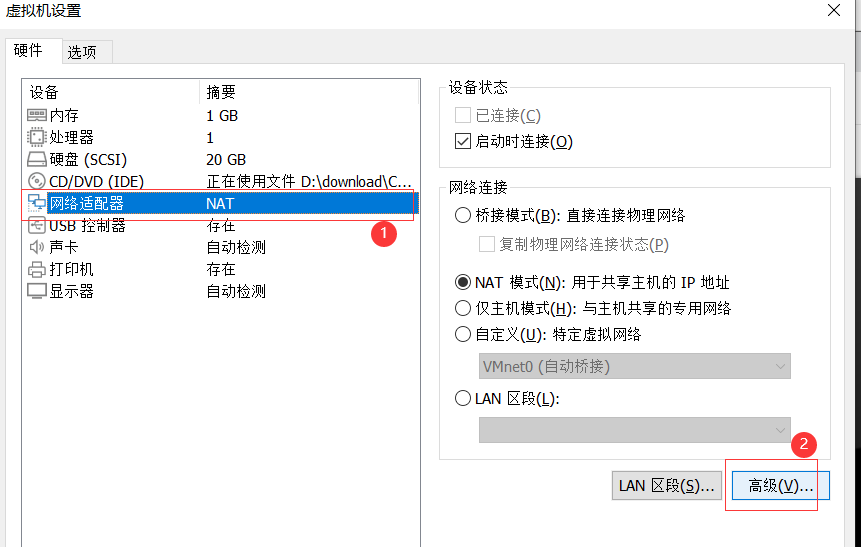 虚拟机设置
硬件 选项
设备 摘要
内存 1 GB
处理器 1
硬盘 (SCSI) 20 GB
CD/DVD (IDE) 正在使用文件 D:\download\C...
网络适配器 NAT
USB 控制器 存在
声卡 自动检测
打印机 存在
显示器 自动检测
1
设备状态
已连接(C)
启动时连接(O)
网络连接
桥接模式(B): 直接连接物理网络
复制物理网络连接状态(P)
NAT 模式(N): 用于共享主机的 IP 地址
仅主机模式(H): 与主机共享的专用网络
自定义(U): 特定虚拟网络
VMnet0 (自动桥接)
LAN 区段(L):
2
LAN 区段(S)... 高级(V)...